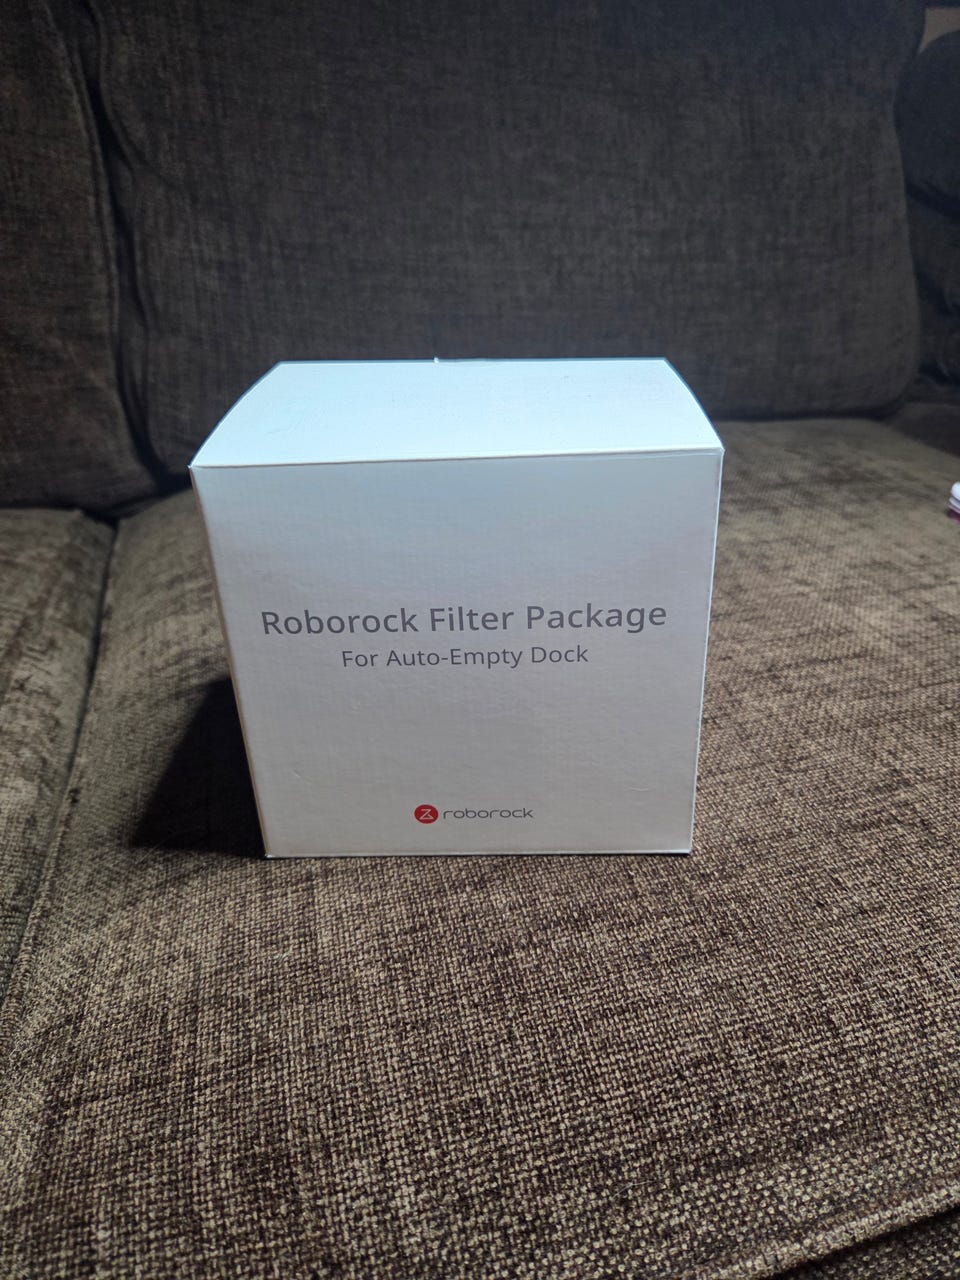 Roborock Filter Package
For Auto-Empty Dock
roborock